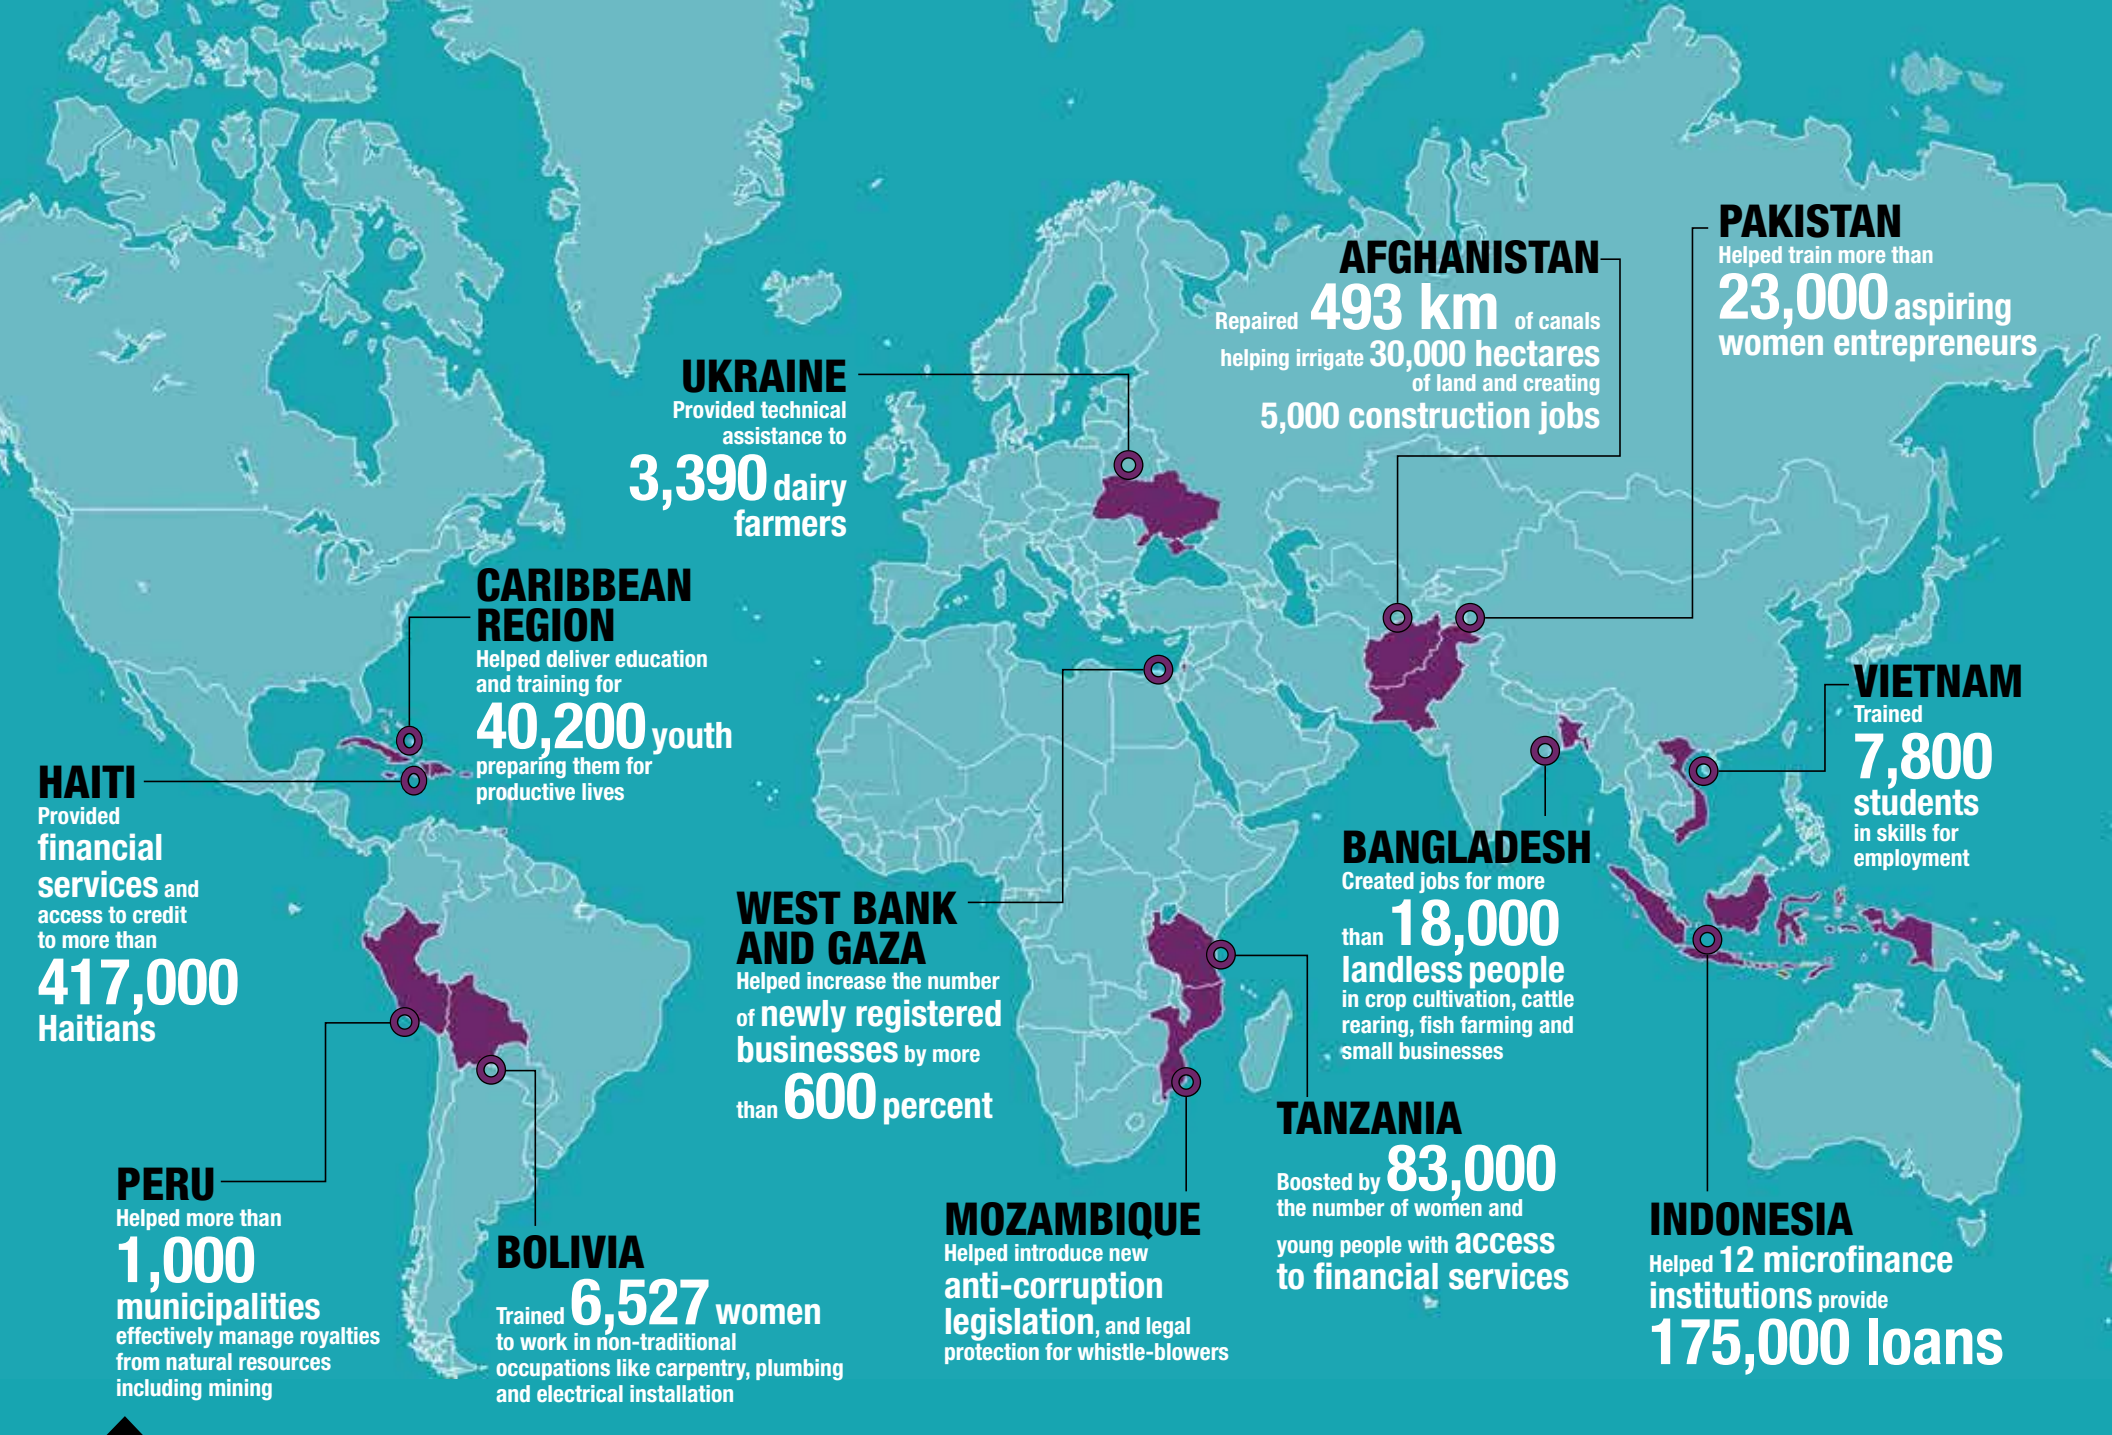 PAKISTAN
Helped train more than
23,000 aspiring
women entrepreneurs
AFGHANISTAN
Repaired 493 km of canals
helping irrigate 30,000 hectares
of land and creating
5,000 construction jobs
UKRAINE
Provided technical
assistance to
3,390 dairy
farmers
CARIBBEAN
REGION
Helped deliver education
and training for
40,200 youth
preparing them for
productive lives
VIETNAM
Trained
7,800
students
in skills for
employment
HAITI
Provided
financial
services and
access to credit
to more than
417,000
Haitians
BANGLADESH
Created jobs for more
than 18,000
landless people
in crop cultivation, cattle
rearing, fish farming and
small businesses
WEST BANK
AND GAZA
Helped increase the number
of newly registered
businesses by more
than 600 percent
TANZANIA
Boosted by 83,000
the number of women and
young people with access
to financial services
PERU
Helped more than
1,000
municipalities
effectively manage royalties
from natural resources
including mining
BOLIVIA
Trained 6,527 women
to work in non-traditional
occupations like carpentry, plumbing
and electrical installation
MOZAMBIQUE
Helped introduce new
anti-corruption
legislation, and legal
protection for whistle-blowers
INDONESIA
Helped 12 microfinance
institutions provide
175,000 loans